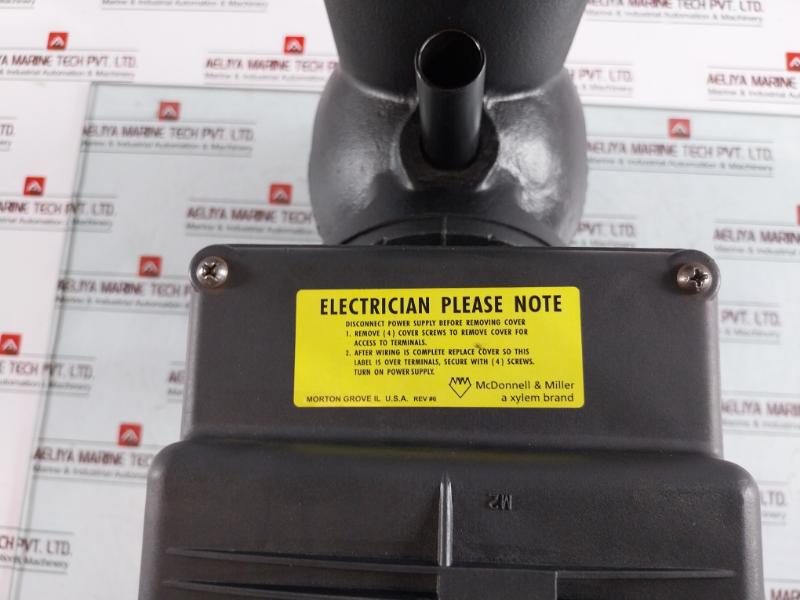 AELIYA MARINE TECH PVT. LTD.
Marine & Industrial Automation & Machinery
ELECTRICIAN PLEASE NOTE
DISCONNECT POWER SUPPLY BEFORE REMOVING COVER
1. REMOVE (4) COVER SCREWS TO REMOVE COVER FOR
ACCESS TO TERMINALS.
2. AFTER WIRING IS COMPLETE REPLACE COVER SO THIS
LABEL IS OVER TERMINALS, SECURE WITH (4) SCREWS.
TURN ON POWER SUPPLY.
McDonnell & Miller
a xylem brand
MORTON GROVE IL U.S.A. REV #6
M2